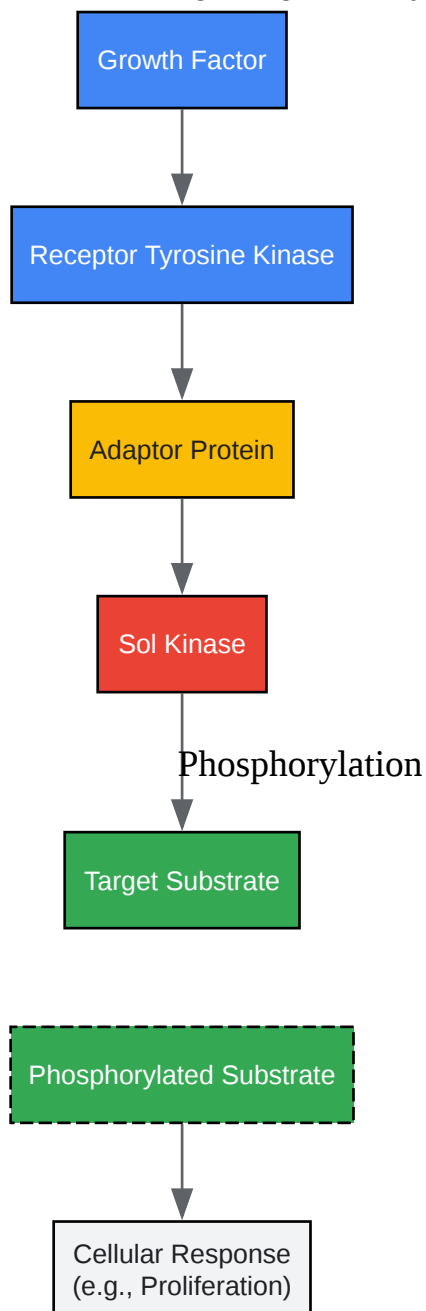 Growth Factor
Receptor Tyrosine Kinase
Adaptor Protein
Sol Kinase
Phosphorylation
Target Substrate
Phosphorylated Substrate
Cellular Response
(e.g., Proliferation)